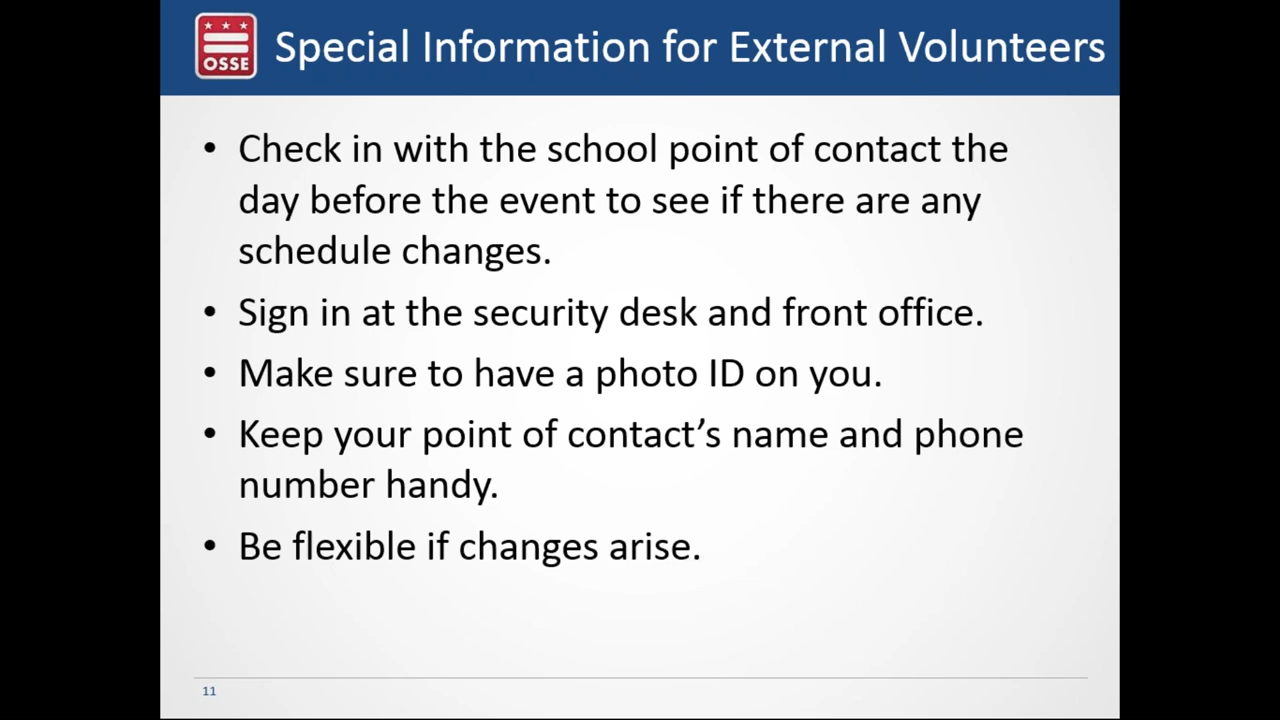 OSSE
Special Information for External Volunteers
• Check in with the school point of contact the
day before the event to see if there are any
schedule changes.
• Sign in at the security desk and front office.
• Make sure to have a photo ID on you.
• Keep your point of contact’s name and phone
number handy.
• Be flexible if changes arise.
11